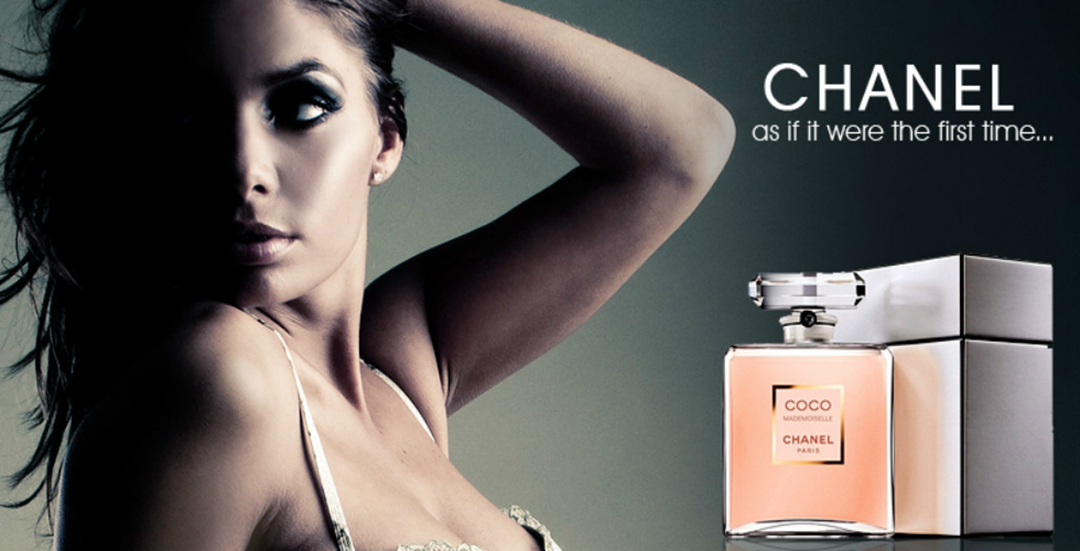 CHANEL
as if it were the first time...
COCO
MADEMOISELLE
CHANEL
PARIS